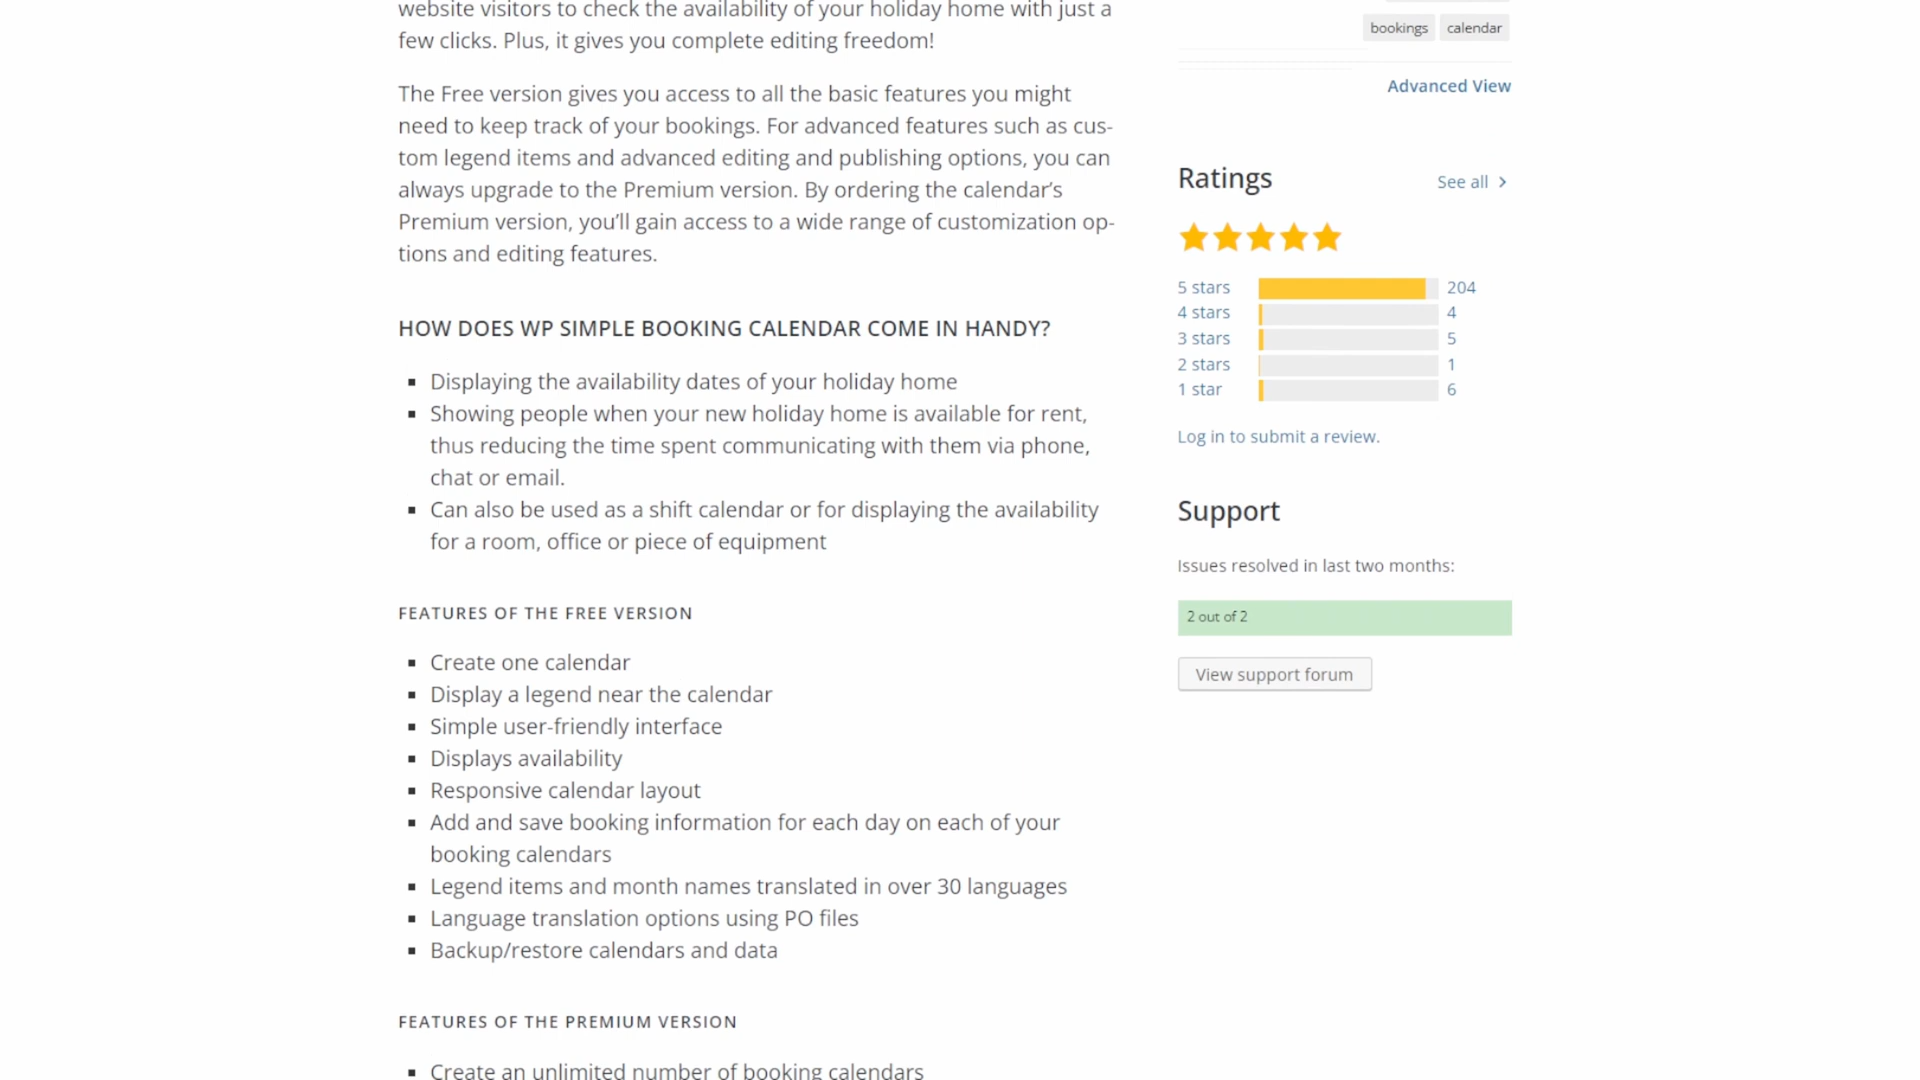 website visitors to check the availability of your holiday home with just a
few clicks. Plus, it gives you complete editing freedom!
The Free version gives you access to all the basic features you might
need to keep track of your bookings. For advanced features such as cus-
tom legend items and advanced editing and publishing options, you can
always upgrade to the Premium version. By ordering the calendar’s
Premium version, you’ll gain access to a wide range of customization op-
tions and editing features.
HOW DOES WP SIMPLE BOOKING CALENDAR COME IN HANDY?
▪ Displaying the availability dates of your holiday home
▪ Showing people when your new holiday home is available for rent,
thus reducing the time spent communicating with them via phone,
chat or email.
▪ Can also be used as a shift calendar or for displaying the availability
for a room, office or piece of equipment
FEATURES OF THE FREE VERSION
▪ Create one calendar
▪ Display a legend near the calendar
▪ Simple user-friendly interface
▪ Displays availability
▪ Responsive calendar layout
▪ Add and save booking information for each day on each of your
booking calendars
▪ Legend items and month names translated in over 30 languages
▪ Language translation options using PO files
▪ Backup/restore calendars and data
FEATURES OF THE PREMIUM VERSION
▪ Create an unlimited number of booking calendars
bookings calendar
Advanced View
Ratings See all >
5 stars 204
4 stars 4
3 stars 5
2 stars 1
1 star 6
Log in to submit a review.
Support
Issues resolved in last two months:
2 out of 2
View support forum